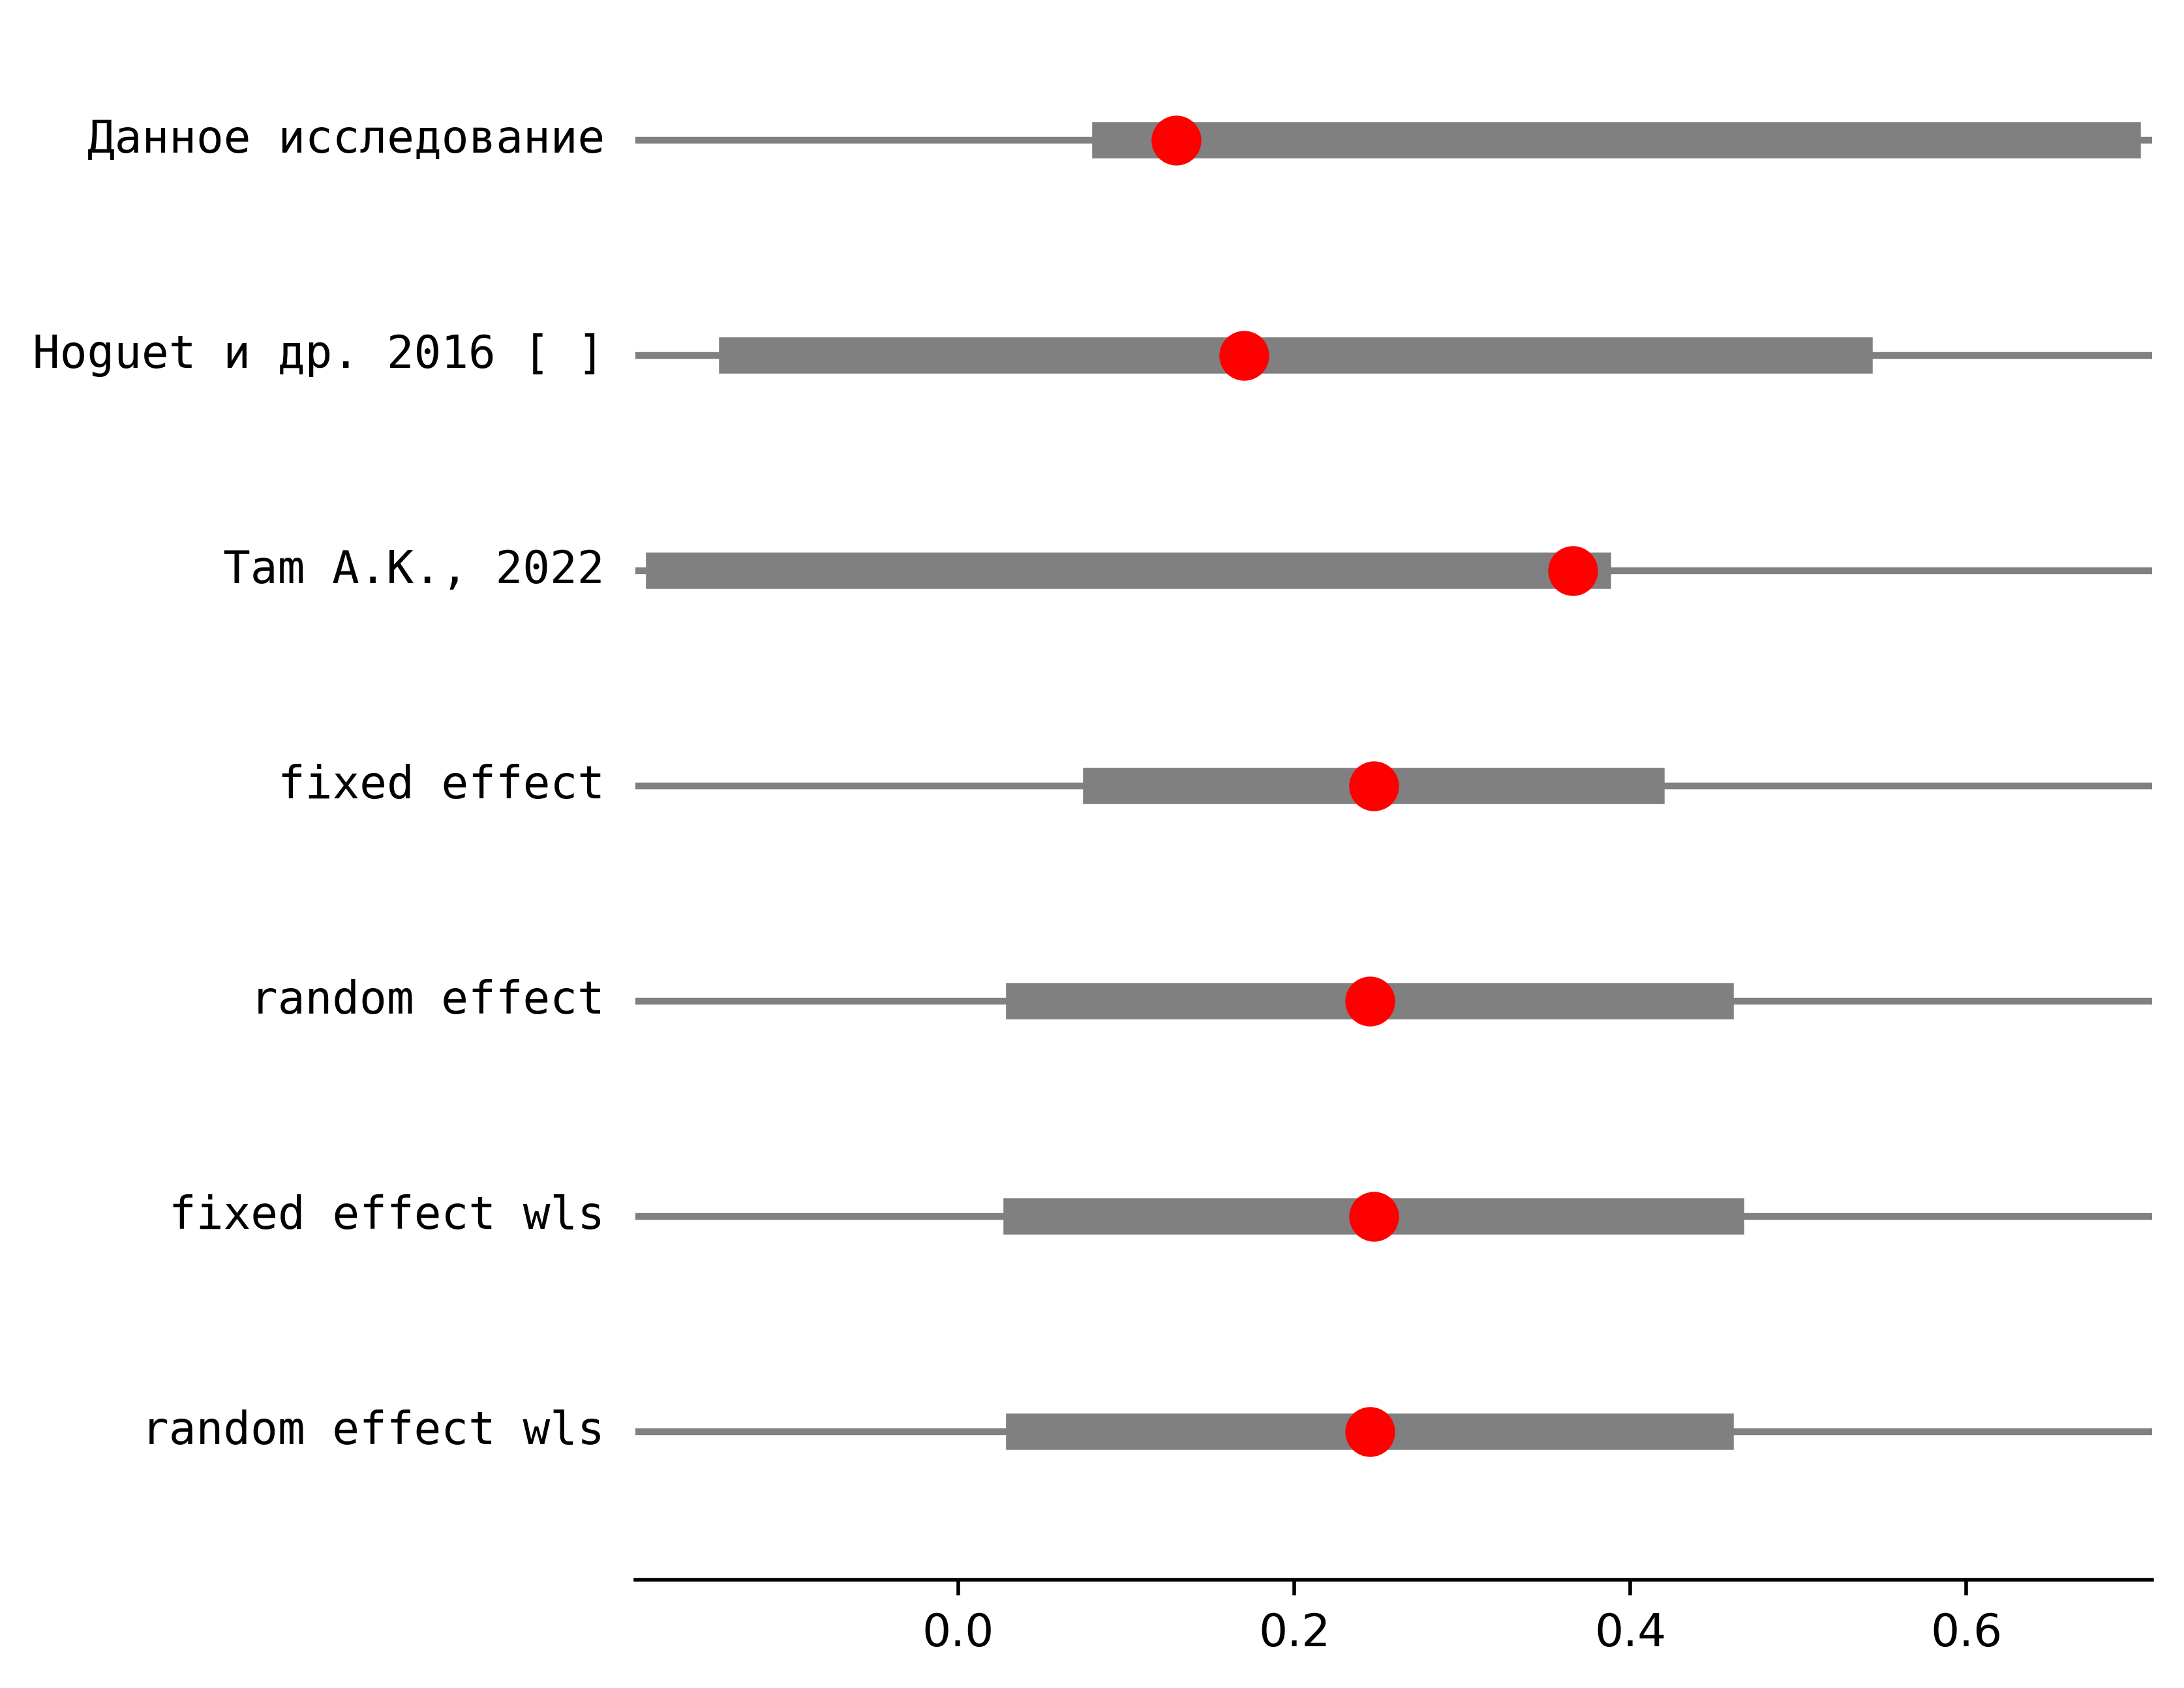 Данное исследование
Hoguet и др. 2016 [ ]
Tam A.K., 2022
fixed effect
random effect
fixed effect wls
random effect wls
0.0 0.2 0.4 0.6